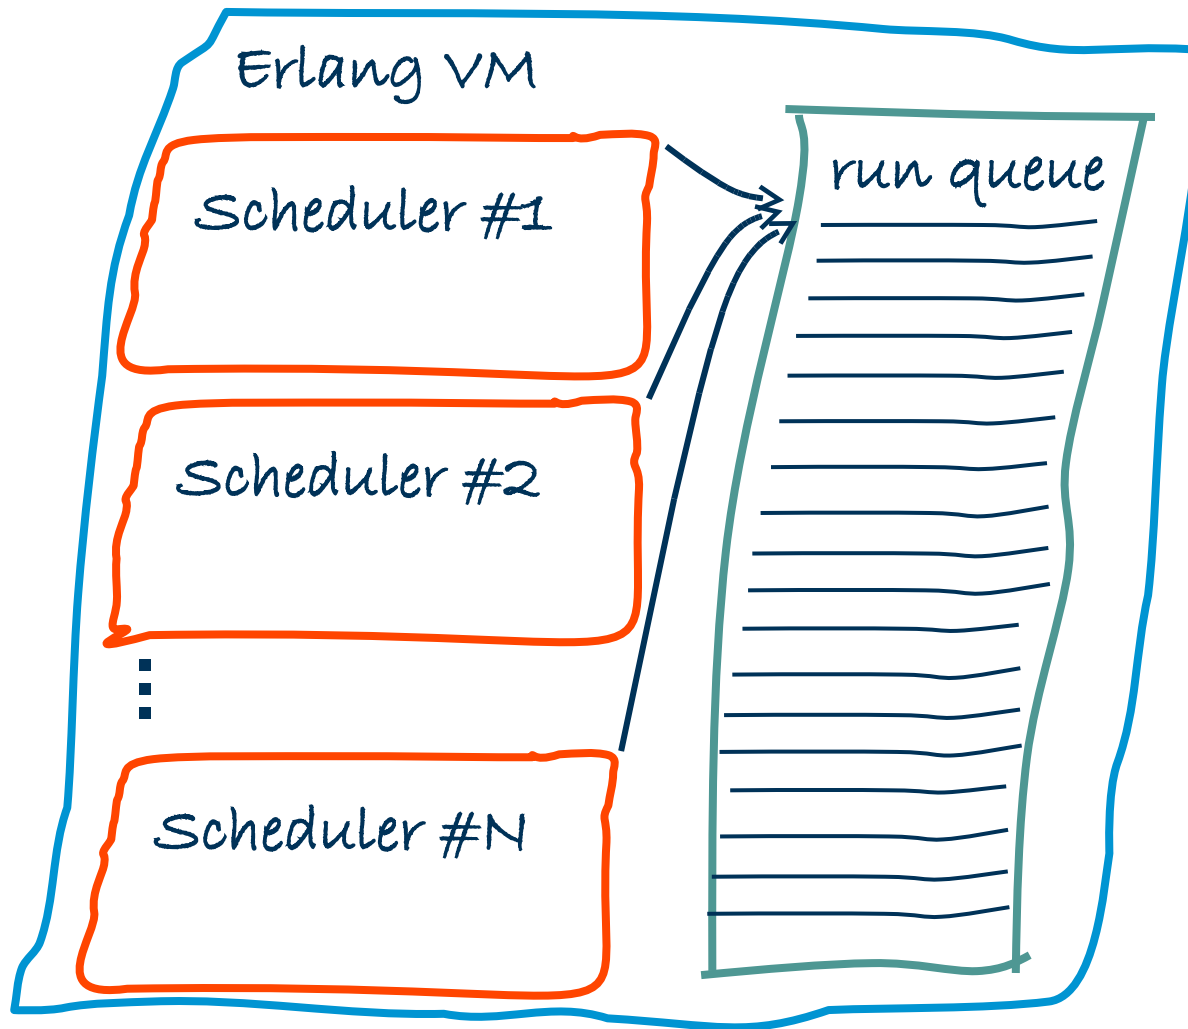 Erlang VM
run queue
Scheduler #1
Scheduler #2
Scheduler #N